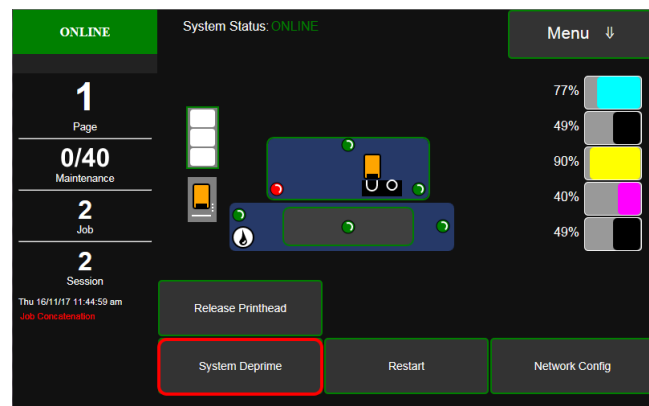 ONLINE
System Status: ONLINE
Menu ⇓
1
Page
0/40
Maintenance
2
Job
2
Session
Thu 16/11/17 11:44:59 am
Job Concatenation
77%
49%
90%
40%
49%
Release Printhead
System Deprime
Restart
Network Config